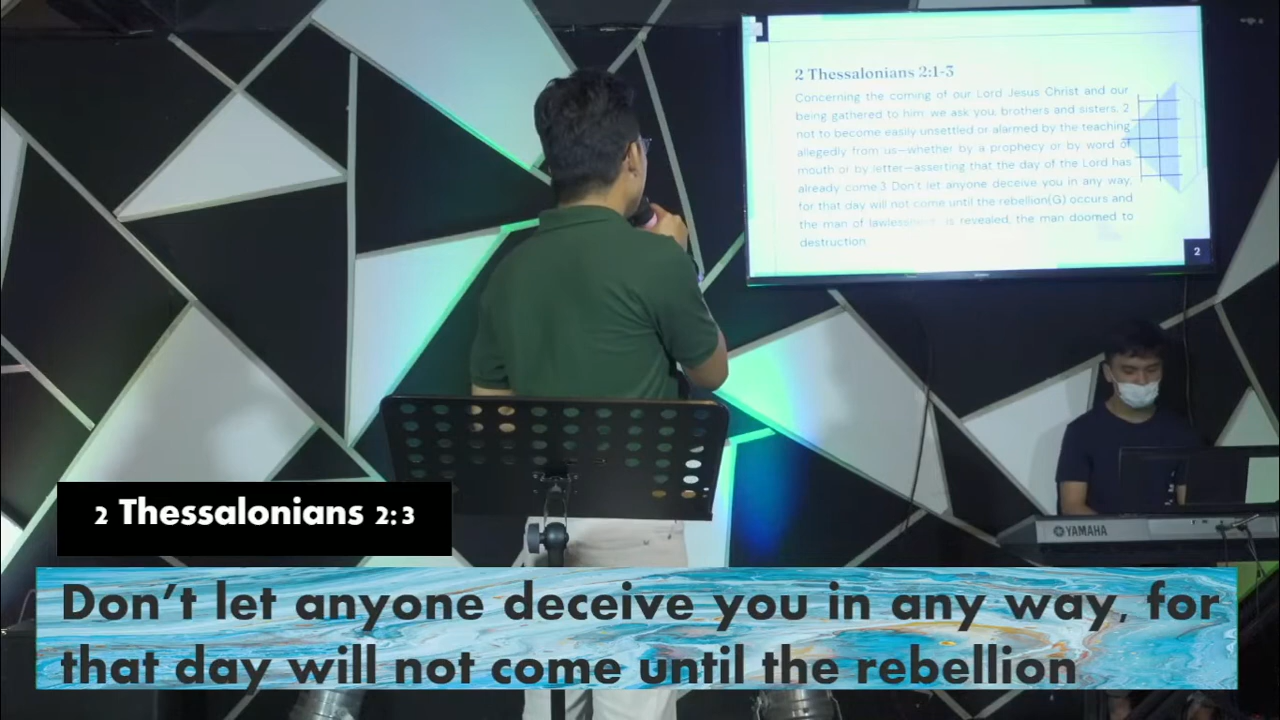 2 Thessalonians 2:1-3
Concerning the coming of our Lord Jesus Christ and our
being gathered to him, we ask you, brothers and sisters, 2
not to become easily unsettled or alarmed by the teaching
allegedly from us—whether by a prophecy or by word of
mouth or by letter—asserting that the day of the Lord has
already come.3 Don't let anyone deceive you in any way,
for that day will not come until the rebellion(G) occurs and
the man of lawlessness is revealed, the man doomed to
destruction
2
YAMAHA
2 Thessalonians 2:3
Don't let anyone deceive you in any way, for
that day will not come until the rebellion